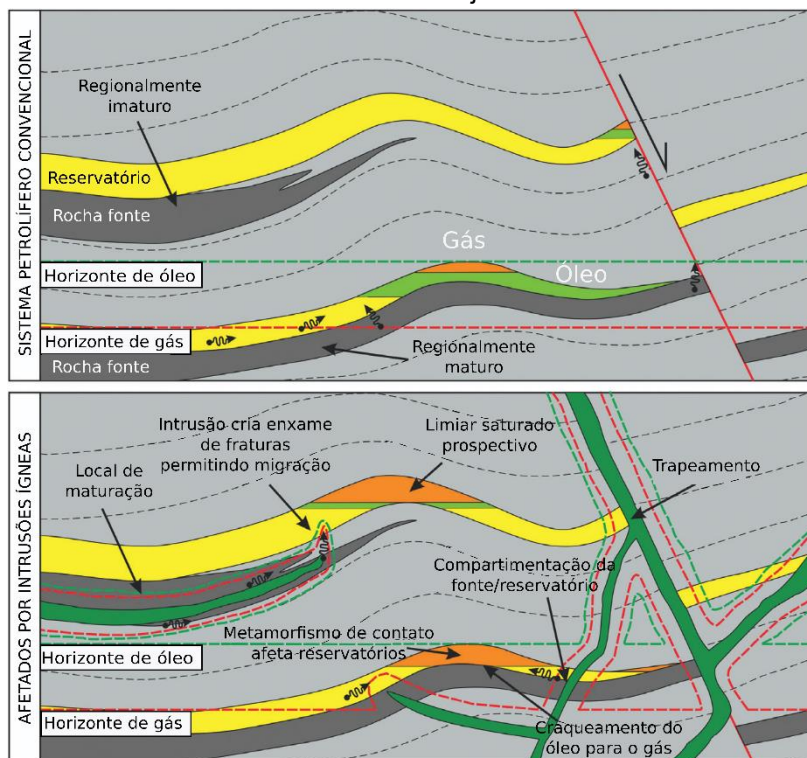 SISTEMA PETROLÍFERO CONVENCIONAL
Regionalmente
imaturo
Reservatório
Rocha fonte
Gás
Horizonte de óleo
Óleo
Horizonte de gás
Regionalmente
maturo
Rocha fonte
AFETADOS POR INTRUSÕES ÍGNEAS
Intrusão cria enxame
de fraturas
permitindo migração
Limiar saturado
prospectivo
Local de
maturação
Trapeamento
Compartimentação da
fonte/reservatório
Metamorfismo de contato
afeta reservatórios
Horizonte de óleo
Horizonte de gás
Craqueamento do
óleo para o gás